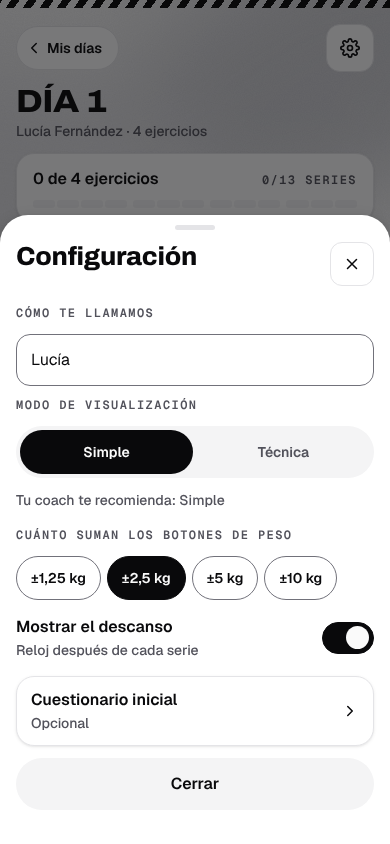 Mis días
DÍA 1
Lucía Fernández · 4 ejercicios
0 de 4 ejercicios
0/13 SERIES
Configuración
CÓMO TE LLAMAMOS
Lucía
MODO DE VISUALIZACIÓN
Simple
Técnica
Tu coach te recomienda: Simple
CUÁNTO SUMAN LOS BOTONES DE PESO
±1,25 kg
±2,5 kg
±5 kg
±10 kg
Mostrar el descanso
Reloj después de cada serie
Cuestionario inicial
Opcional
Cerrar